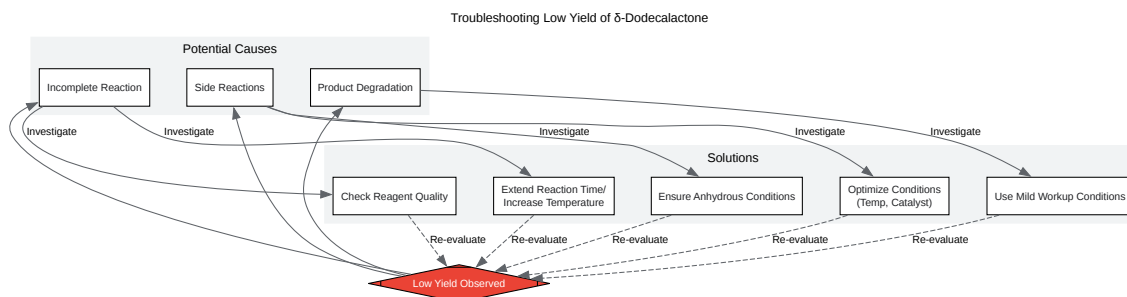 Troubleshooting Low Yield of δ-Dodecalactone
Potential Causes
Incomplete Reaction
Side Reactions
Product Degradation
Investigate
Investigate
Investigate
Investigate
Investigate
Solutions
Check Reagent Quality
Extend Reaction Time/
Increase Temperature
Ensure Anhydrous Conditions
Optimize Conditions
(Temp, Catalyst)
Use Mild Workup Conditions
Re-evaluate
Re-evaluate
Re-evaluate
Re-evaluate
Re-evaluate
Low Yield Observed